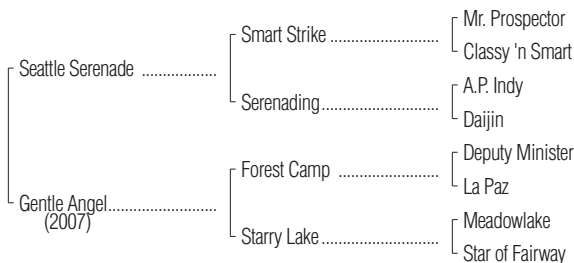 Mr. Prospector
Smart Strike ........................
Classy 'n Smart
Seattle Serenade .................
A.P. Indy
Serenading ..........................
Daijin
Deputy Minister
Forest Camp ......................
La Paz
Gentle Angel.........................
(2007)
Meadowlake
Starry Lake..........................
Star of Fairway